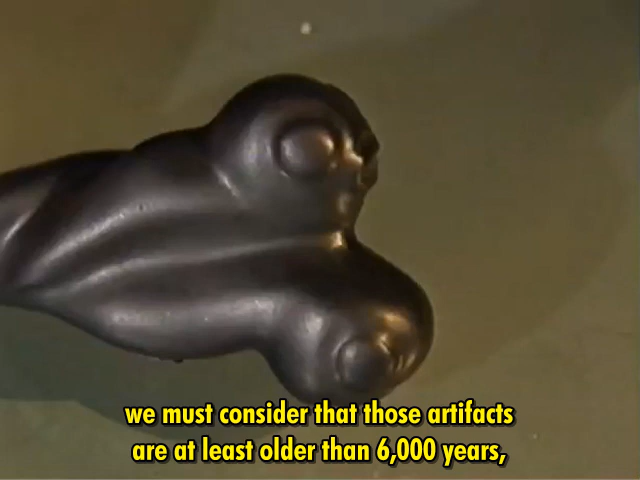 we must consider that those artifacts
are at least older than 6,000 years,